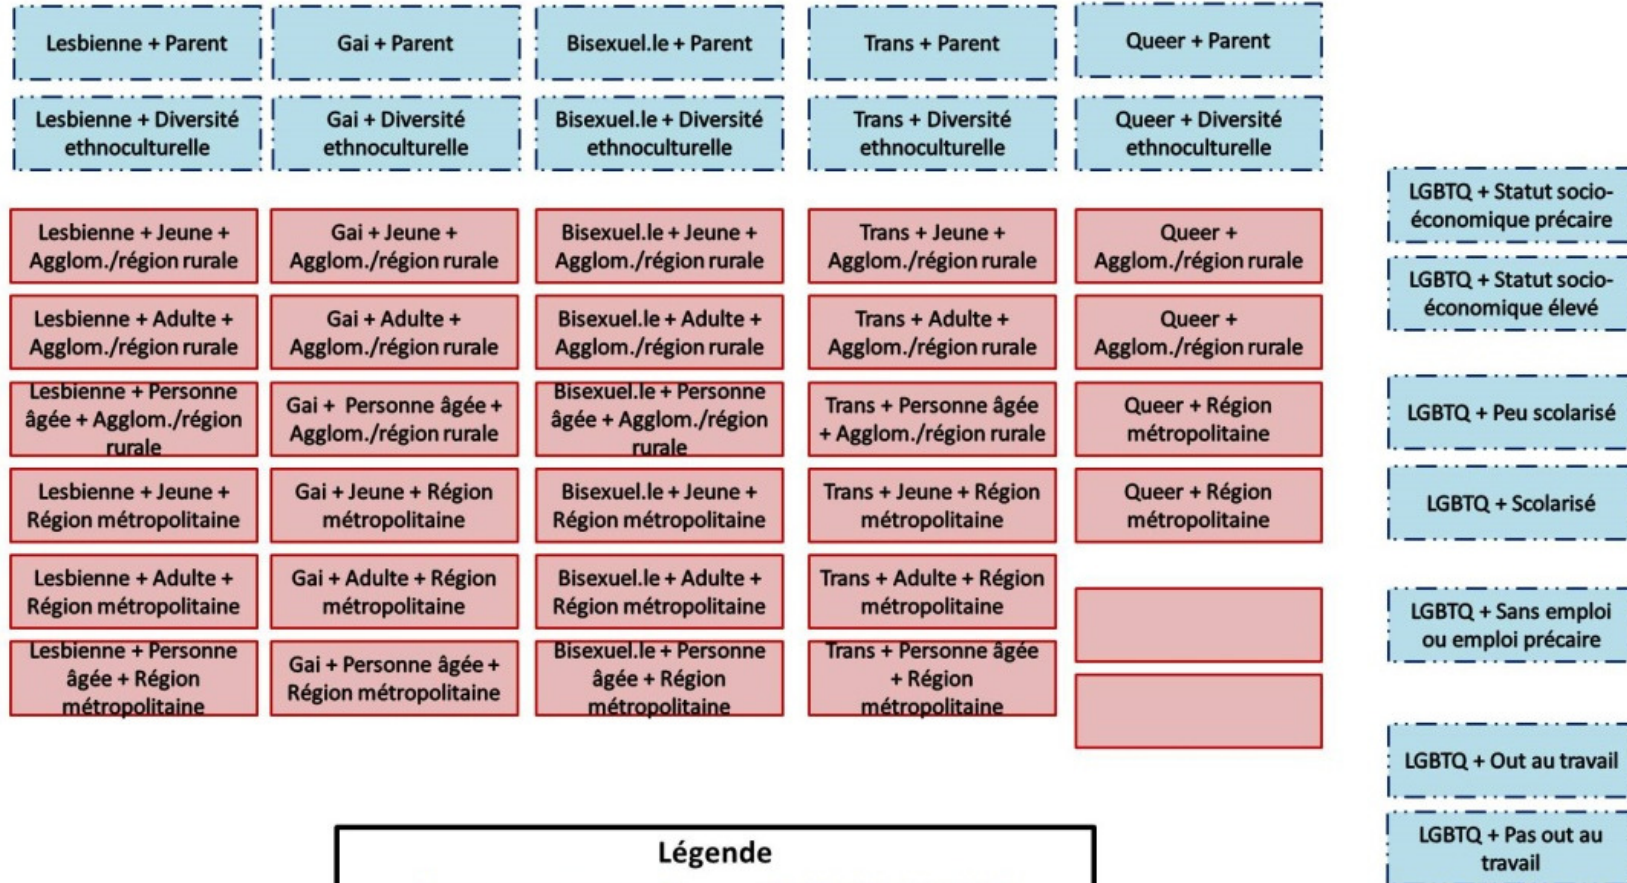 Lesbienne + Parent
Gai + Parent
Bisexuel.le + Parent
Trans + Parent
Queer + Parent
Lesbienne + Diversité
ethnoculturelle
Gai + Diversité
ethnoculturelle
Bisexuel.le + Diversité
ethnoculturelle
Trans + Diversité
ethnoculturelle
Queer + Diversité
ethnoculturelle
Lesbienne + Jeune +
Agglom./région rurale
Gai + Jeune +
Agglom./région rurale
Bisexuel.le + Jeune +
Agglom./région rurale
Trans + Jeune +
Agglom./région rurale
Queer +
Agglom./région rurale
Lesbienne + Adulte +
Agglom./région rurale
Gai + Adulte +
Agglom./région rurale
Bisexuel.le + Adulte +
Agglom./région rurale
Trans + Adulte +
Agglom./région rurale
Queer +
Agglom./région rurale
Lesbienne + Personne
âgée + Agglom./région
rurale
Gai + Personne âgée +
Agglom./région rurale
Bisexuel.le + Personne
âgée + Agglom./région
rurale
Trans + Personne âgée
+ Agglom./région rurale
Queer + Région
métropolitaine
Lesbienne + Jeune +
Région métropolitaine
Gai + Jeune + Région
métropolitaine
Bisexuel.le + Jeune +
Région métropolitaine
Trans + Jeune + Région
métropolitaine
Queer + Région
métropolitaine
Lesbienne + Adulte +
Région métropolitaine
Gai + Adulte + Région
métropolitaine
Bisexuel.le + Adulte +
Région métropolitaine
Trans + Adulte + Région
métropolitaine
Lesbienne + Personne
âgée + Région
métropolitaine
Gai + Personne âgée +
Région métropolitaine
Bisexuel.le + Personne
âgée + Région
métropolitaine
Trans + Personne âgée
+ Région
métropolitaine
LGBTQ + Statut socio-
économique précaire
LGBTQ + Statut socio-
économique élevé
LGBTQ + Peu scolarisé
LGBTQ + Scolarisé
LGBTQ + Sans emploi
ou emploi précaire
LGBTQ + Out au travail
LGBTQ + Pas out au
travail
Légende